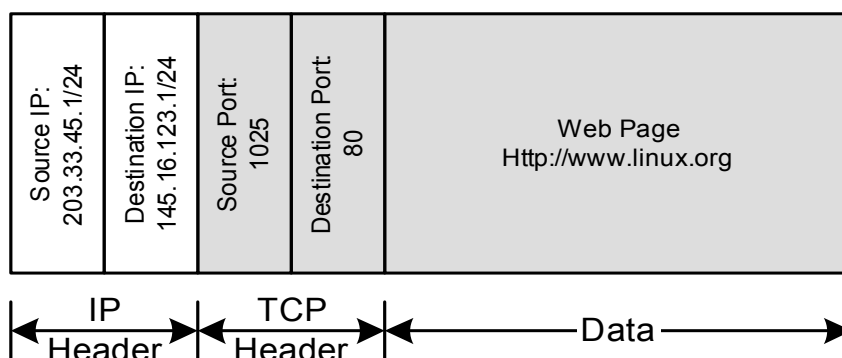 Source IP:
203.33.45.1/24
Destination IP:
145.16.123.1/24
Source Port:
1025
Destination Port:
80
Web Page
Http://www.linux.org
IP
Header
TCP
Header
Data